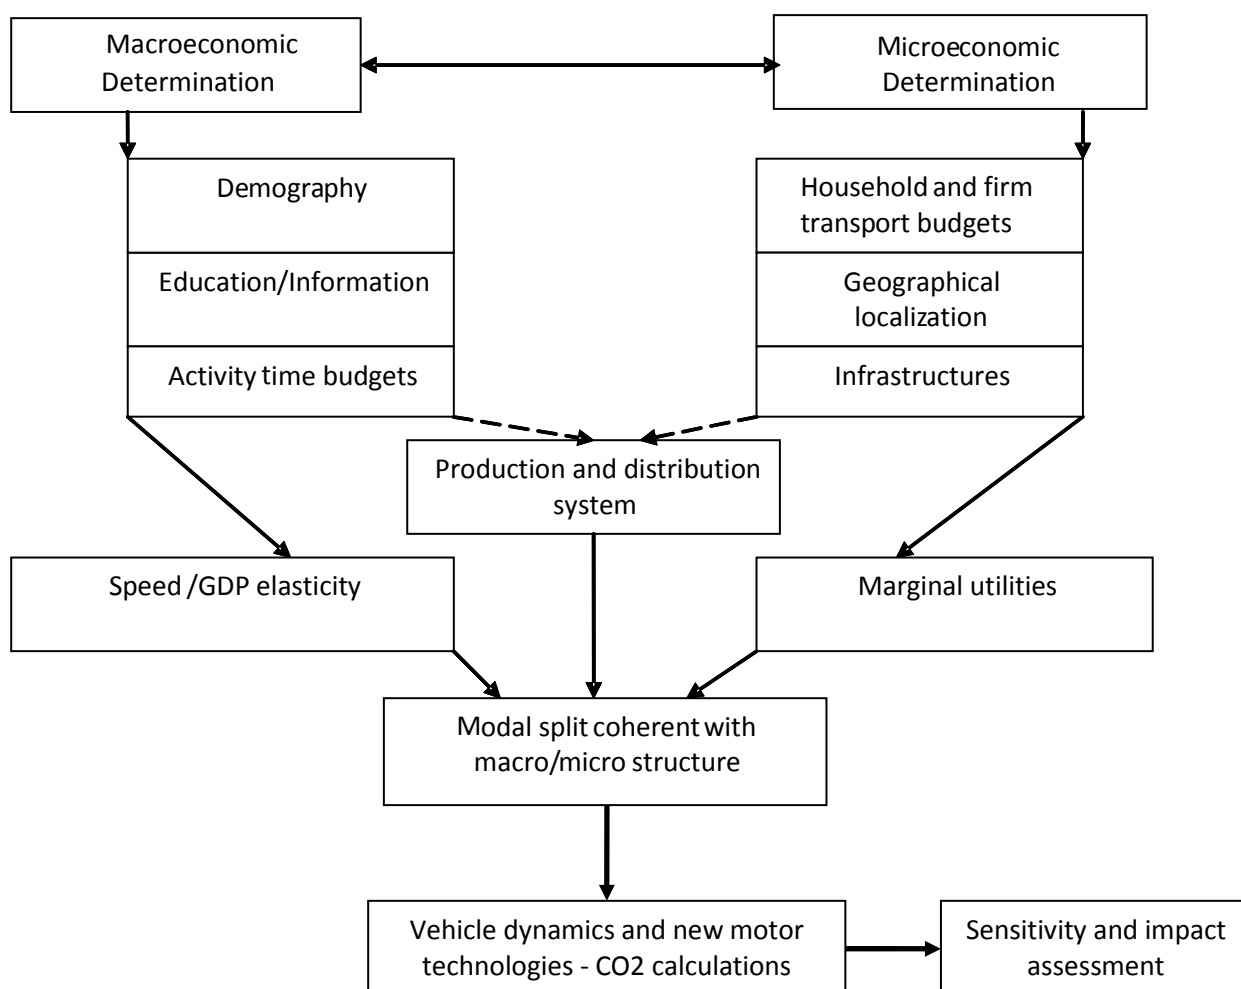 Macroeconomic
Determination
Microeconomic
Determination
Demography
Household and firm
transport budgets
Education/Information
Geographical
localization
Activity time budgets
Infrastructures
Production and distribution
system
Speed /GDP elasticity
Marginal utilities
Modal split coherent with
macro/micro structure
Vehicle dynamics and new motor
technologies - CO2 calculations
Sensitivity and impact
assessment